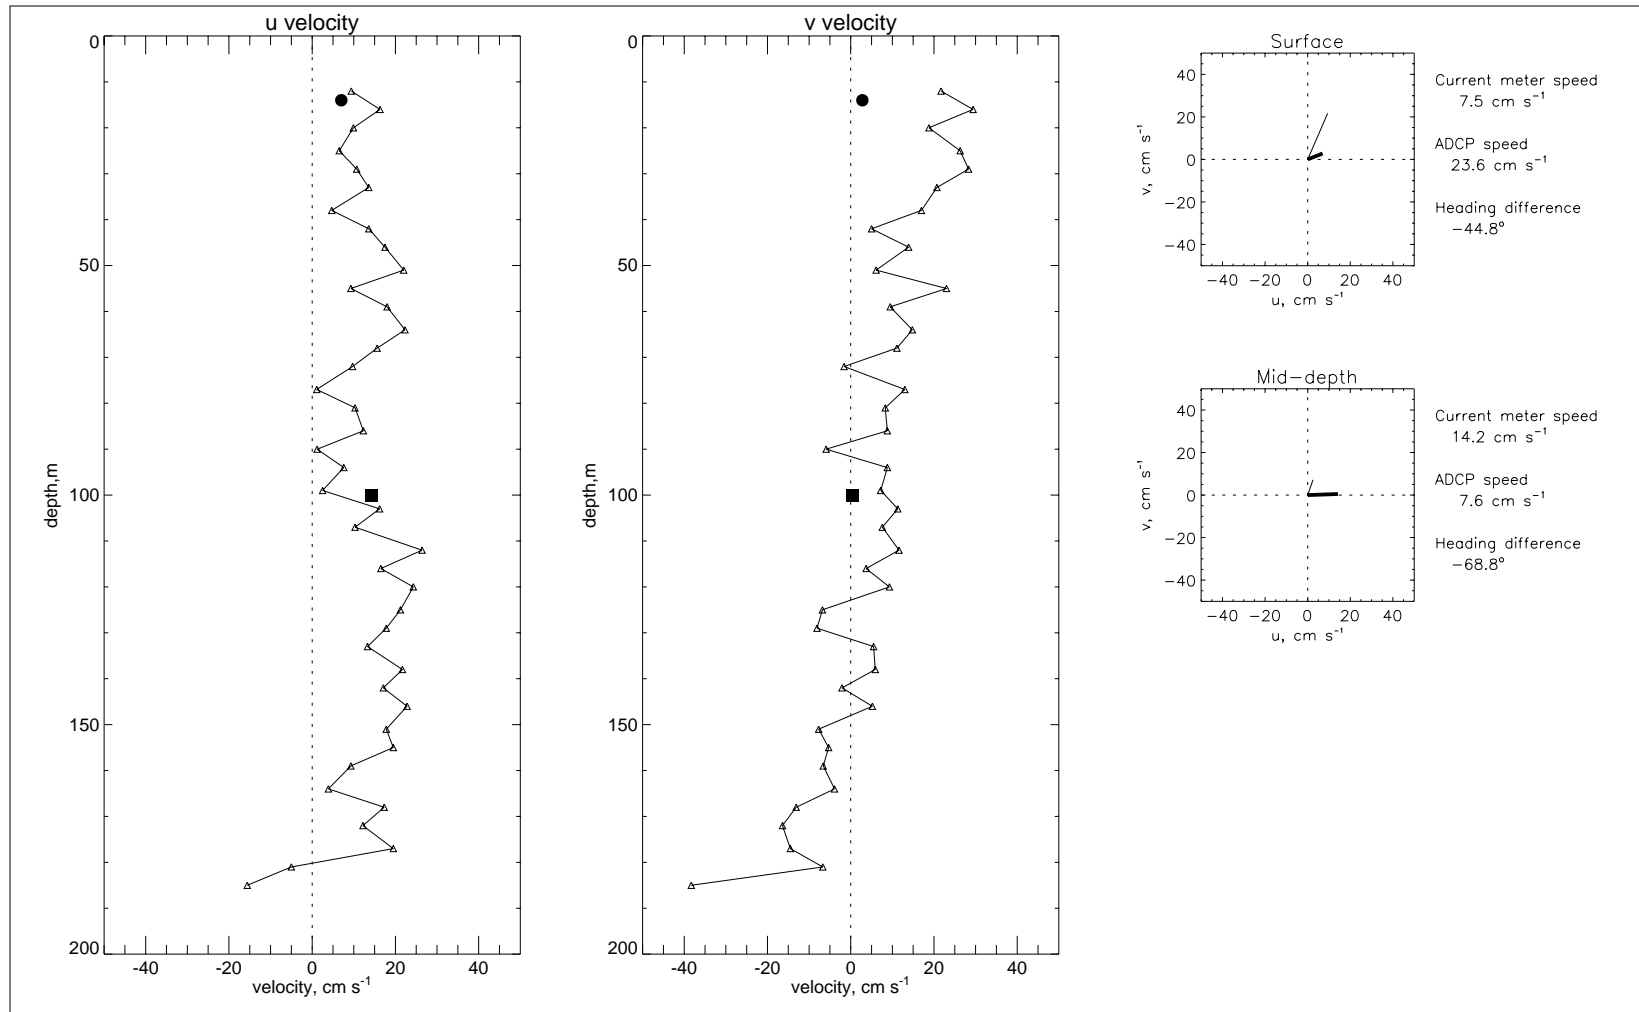 u velocity
0
50
100
150
200
depth,m
-40 -20 0 20 40
velocity, cm s⁻¹
v velocity
0
50
100
150
200
depth,m
-40 -20 0 20 40
velocity, cm s⁻¹
Surface
40
20
0
−20
−40
v, cm s⁻¹
−40 −20 0 20 40
u, cm s⁻¹
Current meter speed
7.5 cm s⁻¹
ADCP speed
23.6 cm s⁻¹
Heading difference
−44.8°
Mid−depth
40
20
0
−20
−40
v, cm s⁻¹
−40 −20 0 20 40
u, cm s⁻¹
Current meter speed
14.2 cm s⁻¹
ADCP speed
7.6 cm s⁻¹
Heading difference
−68.8°